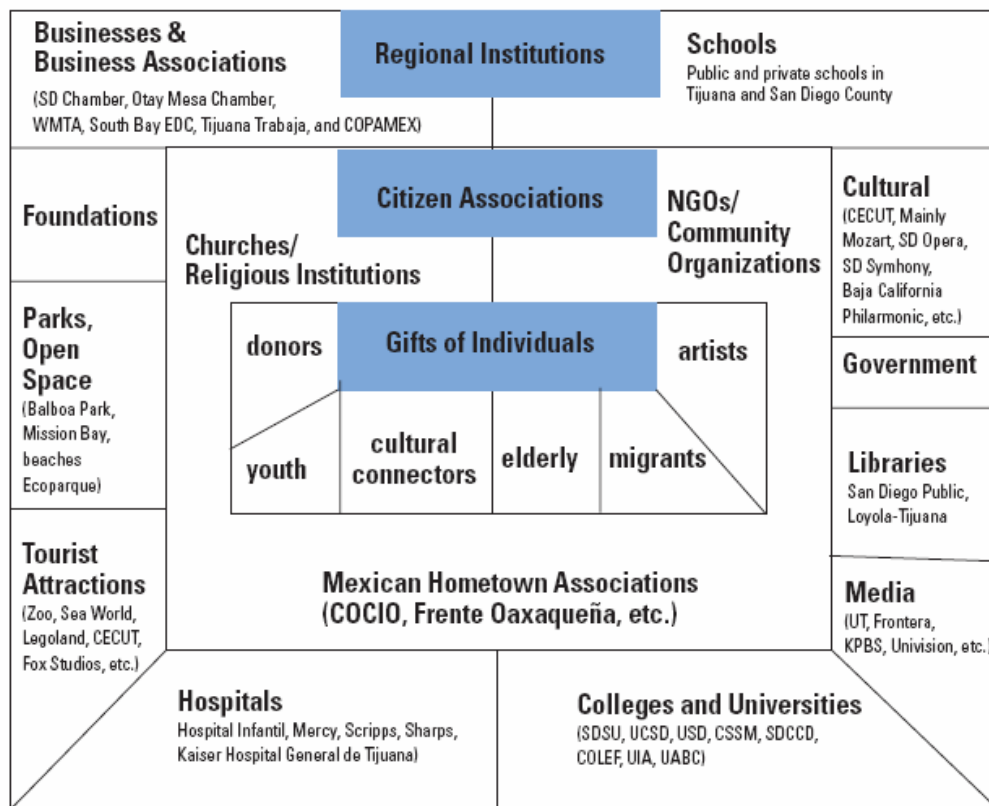 Businesses &
Business Associations
(SD Chamber, Otay Mesa Chamber,
WMTA, South Bay EDC, Tijuana Trabaja, and COPAMEX)
Regional Institutions
Schools
Public and private schools in
Tijuana and San Diego County
Foundations
Citizen Associations
Churches/
Religious Institutions
NGOs/
Community
Organizations
Cultural
(CECUT, Mainly
Mozart, SD Opera,
SD Symhony,
Baja California
Philarmonic, etc.)
Parks,
Open
Space
(Balboa Park,
Mission Bay,
beaches
Ecoparque)
donors
Gifts of Individuals
artists
youth
cultural
connectors
elderly
migrants
Government
Libraries
San Diego Public,
Loyola-Tijuana
Tourist
Attractions
(Zoo, Sea World,
Legoland, CECUT,
Fox Studios, etc.)
Mexican Hometown Associations
(COCIO, Frente Oaxaqueña, etc.)
Media
(UT, Frontera,
KPBS, Univision, etc.)
Hospitals
Hospital Infantil, Mercy, Scripps, Sharps,
Kaiser Hospital General de Tijuana)
Colleges and Universities
(SDSU, UCSD, USD, CSSM, SDCCD,
COLEF, UIA, UABC)